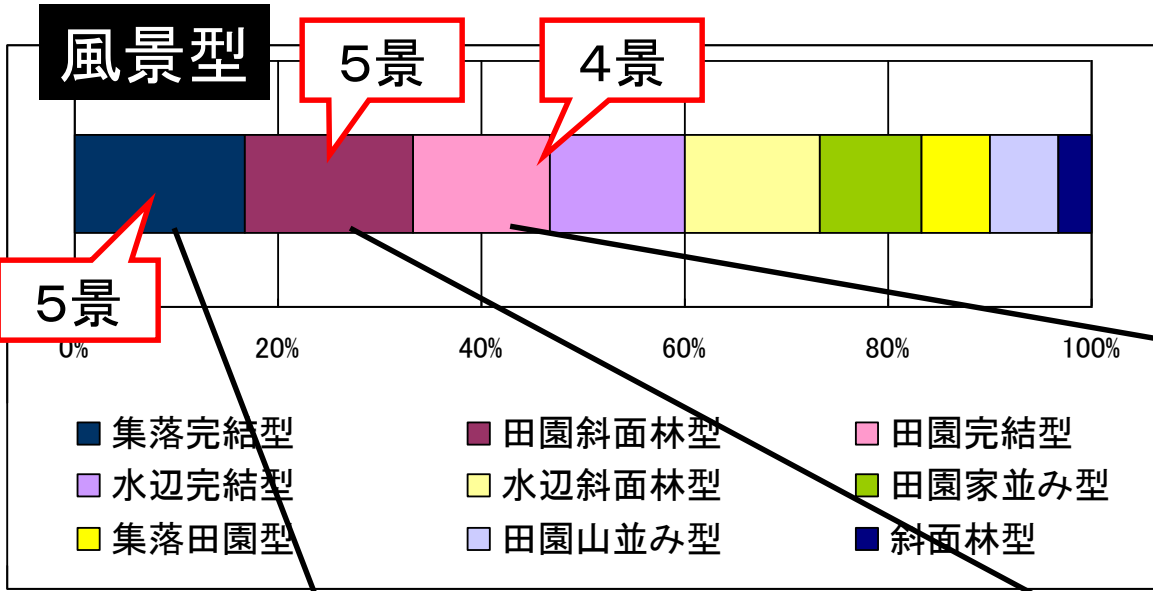 風景型
5景
4景
5景
0%
20%
40%
60%
80%
100%
集落完結型
田園斜面林型
田園完結型
水辺完結型
水辺斜面林型
田園家並み型
集落田園型
田園山並み型
斜面林型